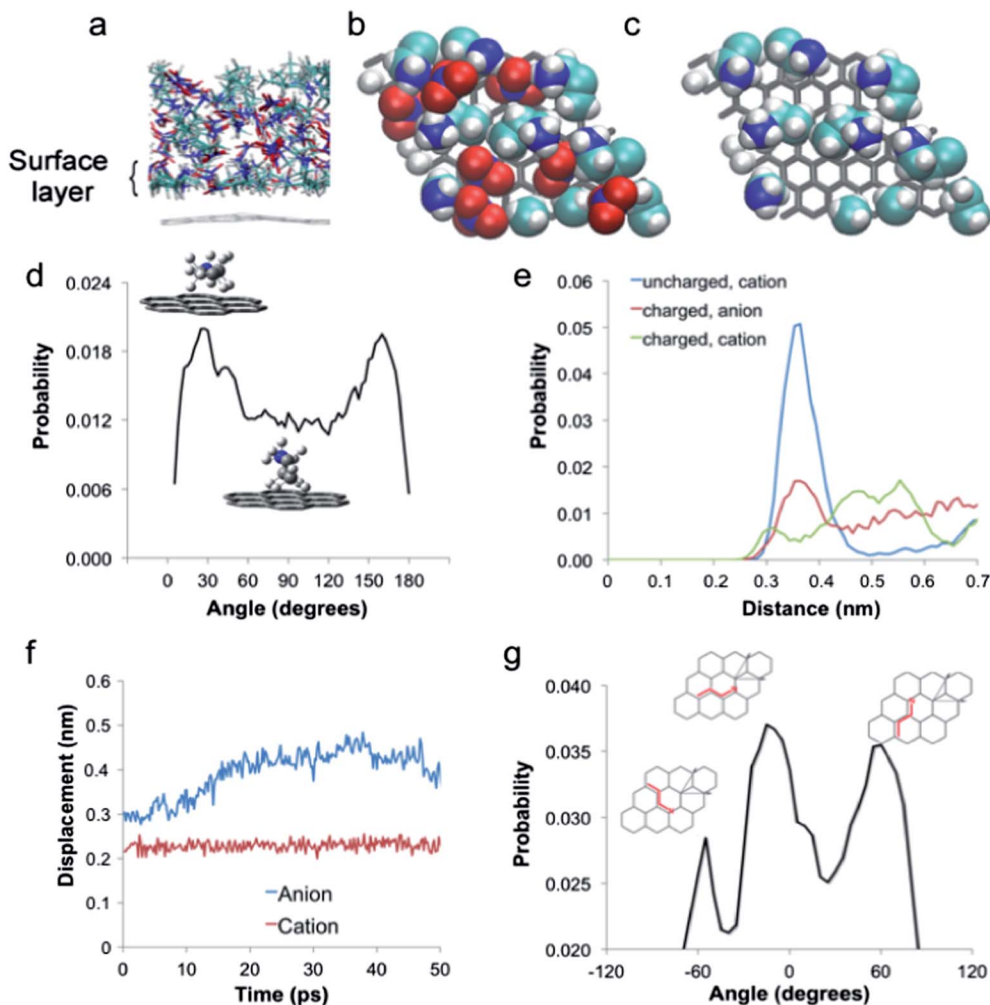 a
Surface
layer
b
c
d
Probability
0.024
0.018
0.012
0.006
0.000
0 30 60 90 120 150 180
Angle (degrees)
e
Probability
0.06
0.05
0.04
0.03
0.02
0.01
0.00
uncharged, cation
charged, anion
charged, cation
0 0.1 0.2 0.3 0.4 0.5 0.6 0.7
Distance (nm)
f
Displacement (nm)
0.6
0.5
0.4
0.3
0.2
0.1
0
Anion
Cation
0 10 20 30 40 50
Time (ps)
g
Probability
0.040
0.035
0.030
0.025
0.020
-120 -60 0 60 120
Angle (degrees)